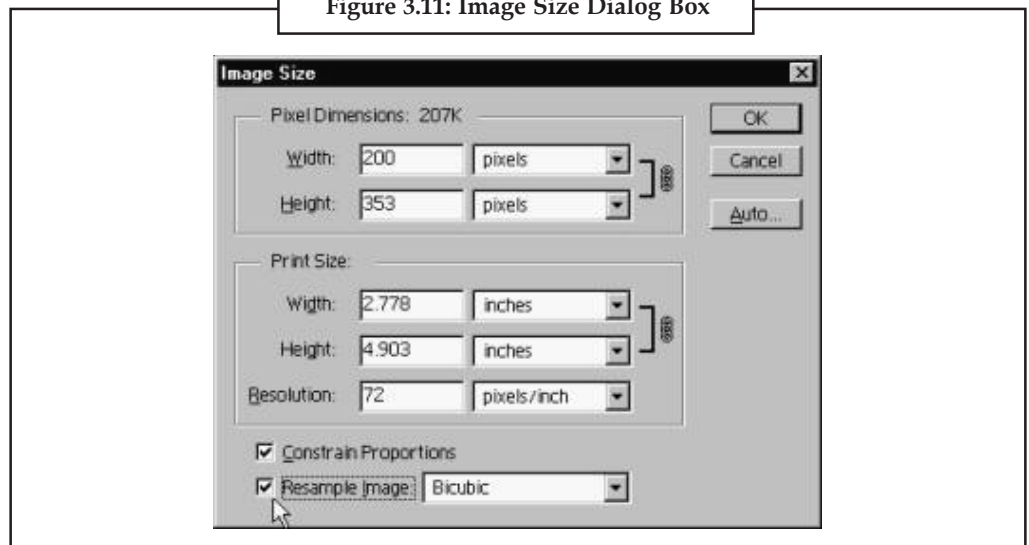 Figure 3.11: Image Size Dialog Box
Image Size
Pixel Dimensions: 207K
OK
Width: 200 pixels
Cancel
Height: 353 pixels
Auto...
Print Size:
Width: 2.778 inches
Height: 4.903 inches
Resolution: 72 pixels/inch
Constrain Proportions
Resample Image: Bicubic